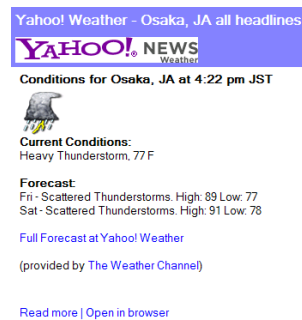 Yahoo! Weather - Osaka, JA all headlines
YAHOO! NEWS
Weather
Conditions for Osaka, JA at 4:22 pm JST
Current Conditions:
Heavy Thunderstorm, 77 F
Forecast:
Fri - Scattered Thunderstorms. High: 89 Low: 77
Sat - Scattered Thunderstorms. High: 91 Low: 78
Full Forecast at Yahoo! Weather
(provided by The Weather Channel)
Read more | Open in browser